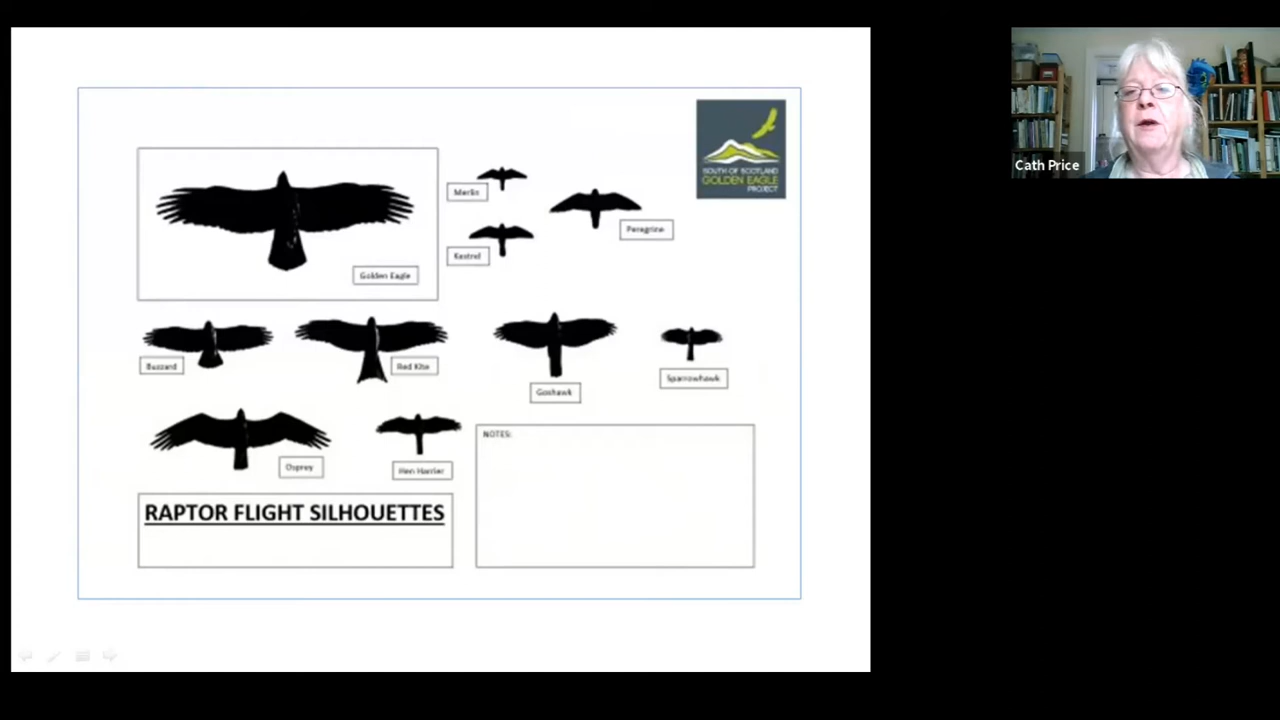 Cath Price
SOUTH OF SCOTLAND
GOLDEN EAGLE
PROJECT
Merlin
Peregrine
Kestrel
Golden Eagle
Buzzard
Red Kite
Goshawk
Sparrowhawk
Osprey
Hen Harrier
NOTES:
RAPTOR FLIGHT SILHOUETTES